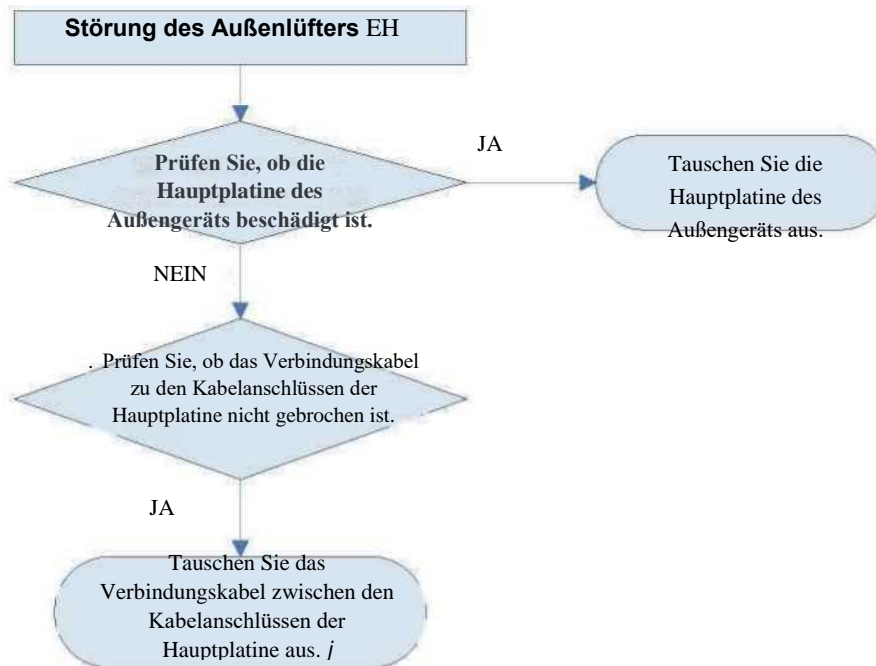 Störung des Außenlüfters EH
Prüfen Sie, ob die
Hauptplatine des
Außengeräts beschädigt ist.
JA
Tauschen Sie die
Hauptplatine des
Außengeräts aus.
NEIN
. Prüfen Sie, ob das Verbindungskabel
zu den Kabelanschlüssen der
Hauptplatine nicht gebrochen ist.
JA
Tauschen Sie das
Verbindungskabel zwischen den
Kabelanschlüssen der
Hauptplatine aus. j